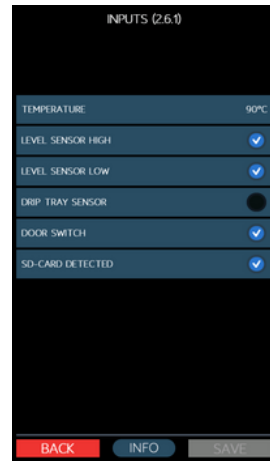 INPUTS (2.6.1)
TEMPERATURE 90°C
LEVEL SENSOR HIGH
LEVEL SENSOR LOW
DRIP TRAY SENSOR
DOOR SWITCH
SD-CARD DETECTED
BACK INFO SAVE